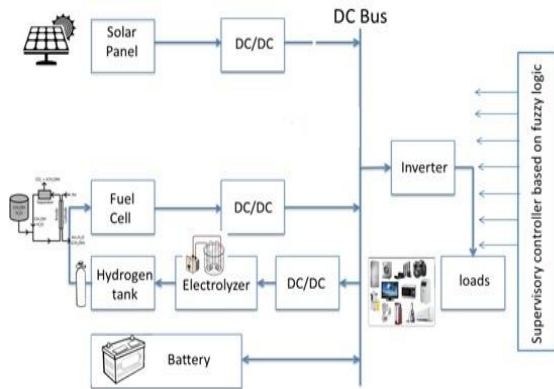 DC Bus
Solar
Panel
DC/DC
Supervisory controller based on fuzzy logic
Inverter
Fuel
Cell
DC/DC
Hydrogen
tank
Electrolyzer
DC/DC
loads
Battery